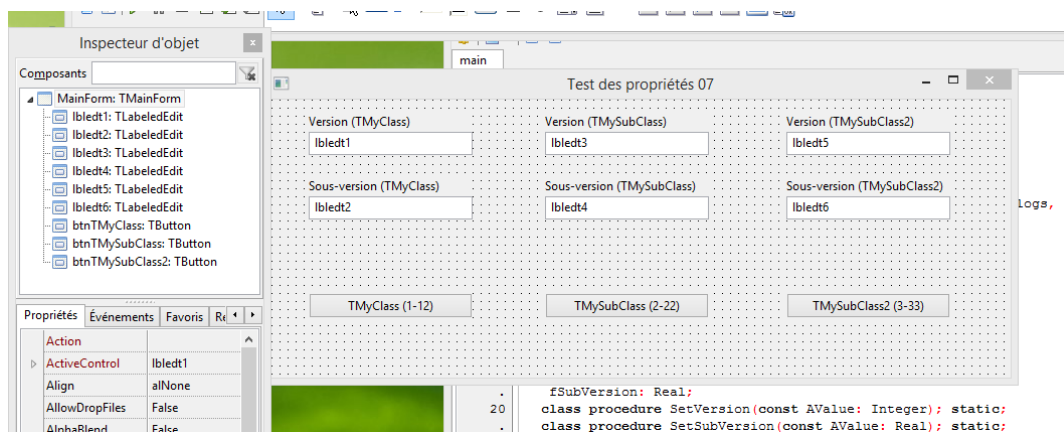 Inspecteur d'objet
x
Composants
MainForm: TMainForm
lbledt1: TLabeledEdit
lbledt2: TLabeledEdit
lbledt3: TLabeledEdit
lbledt4: TLabeledEdit
lbledt5: TLabeledEdit
lbledt6: TLabeledEdit
btnTMyClass: TButton
btnTMySubClass: TButton
btnTMySubClass2: TButton
Propriétés Événements Favoris
Action
ActiveControl lbledt1
Align alNone
AllowDropFiles False
AlphaBlend False
main
Test des propriétés 07
Version (TMyClass) Version (TMySubClass) Version (TMySubClass2)
lbledt1 lbledt3 lbledt5
Sous-version (TMyClass) Sous-version (TMySubClass) Sous-version (TMySubClass2)
lbledt2 lbledt4 lbledt6
TMyClass (1-12) TMySubClass (2-22) TMySubClass2 (3-33)
logs,
. fSubVersion: Real;
20 class procedure SetVersion(const AValue: Integer); static;
. class procedure SetSubVersion(const AValue: Real); static;